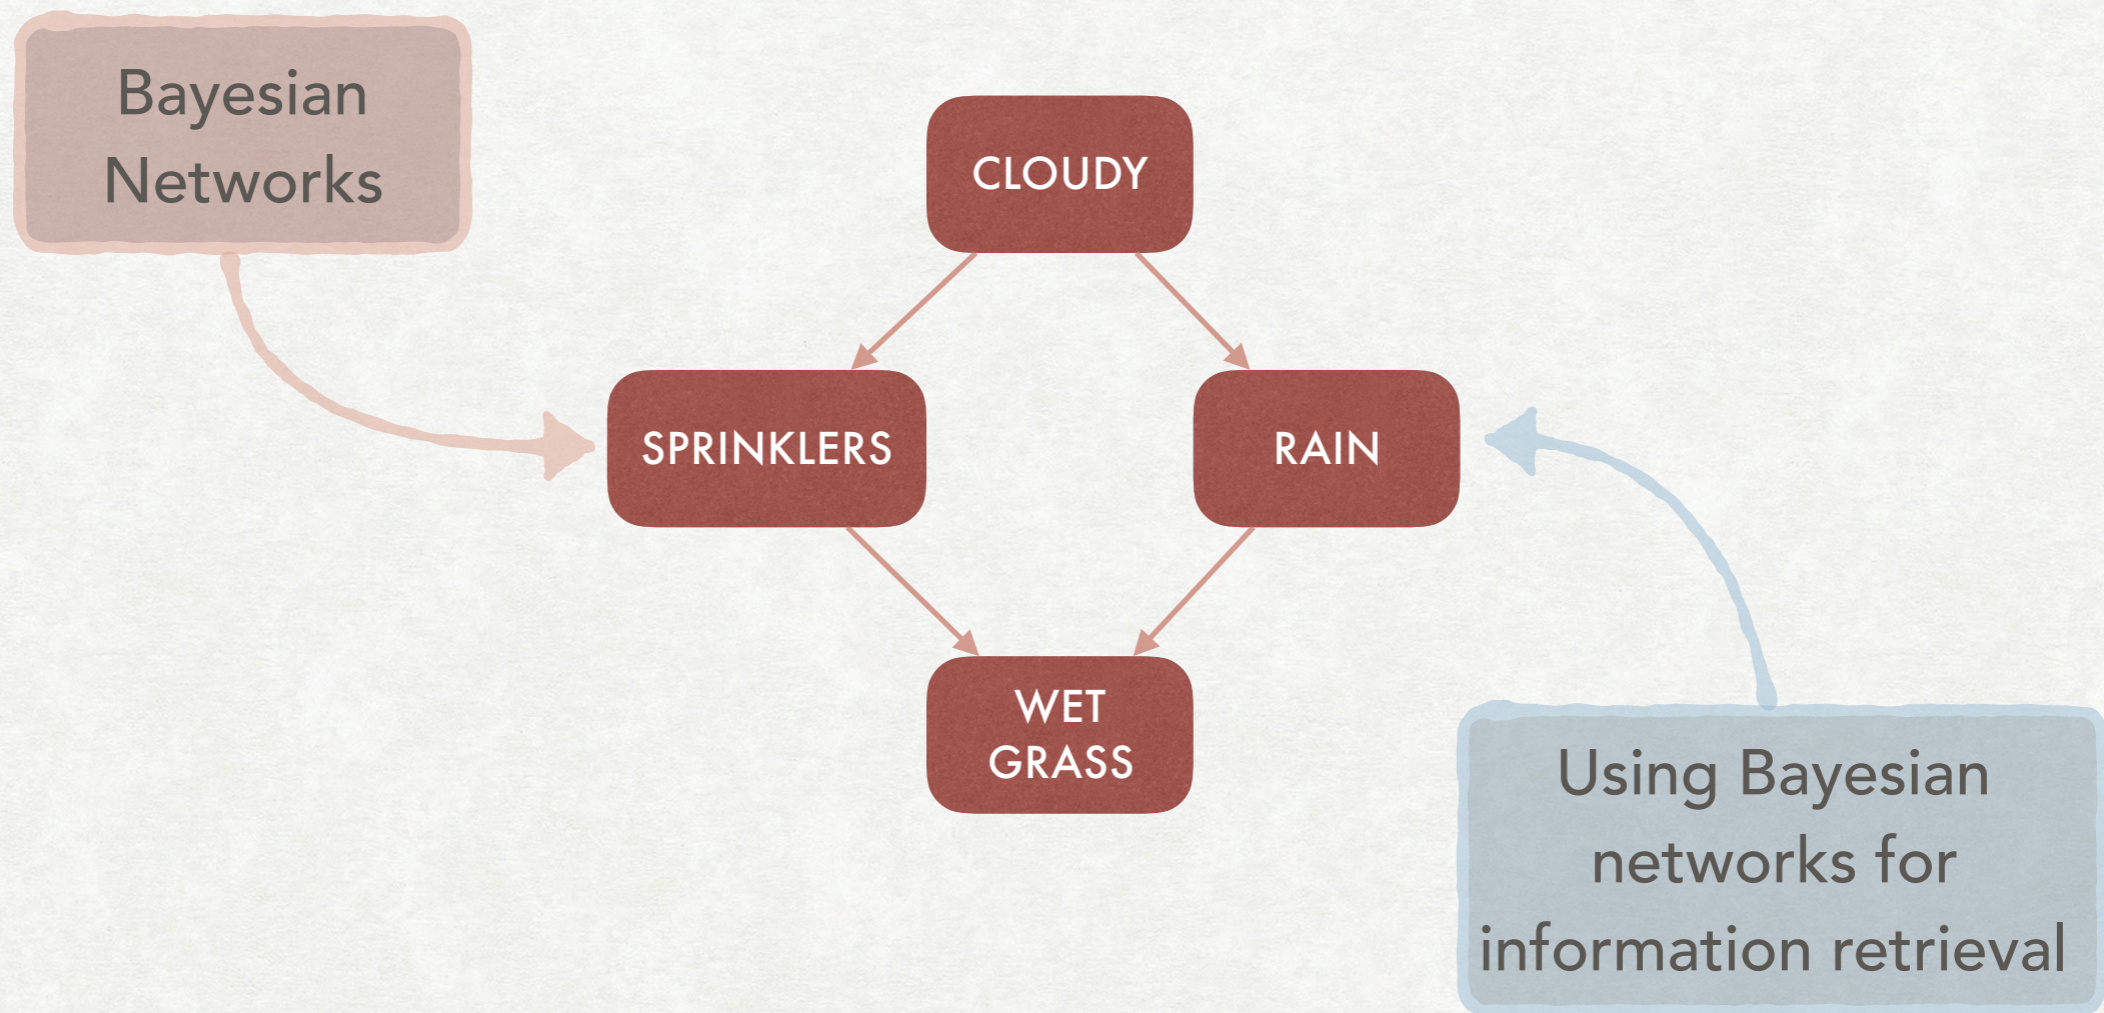 Bayesian
Networks
CLOUDY
SPRINKLERS
RAIN
WET
GRASS
Using Bayesian
networks for
information retrieval